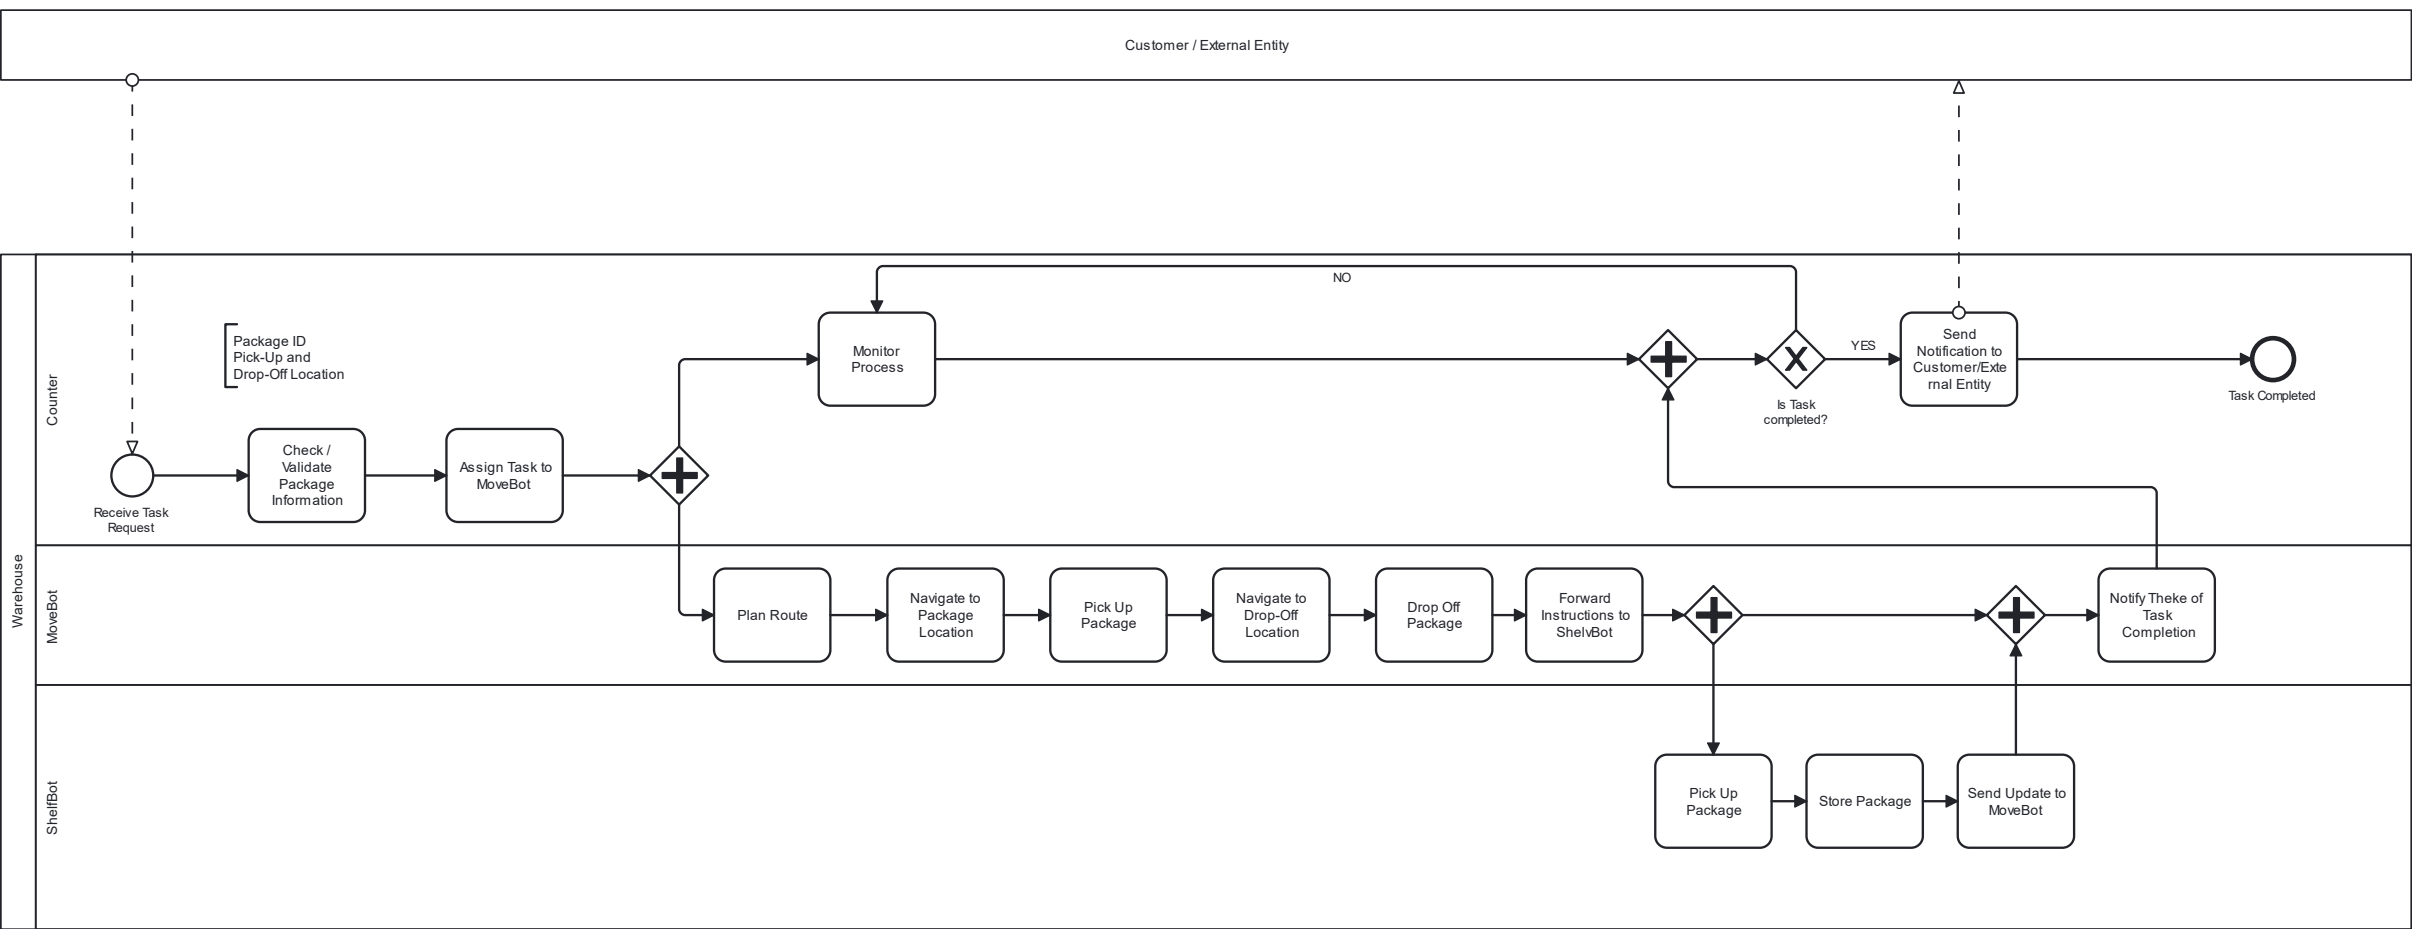 Customer / External Entity
Warehouse
Counter
Package ID
Pick-Up and
Drop-Off Location
Receive Task
Request
Check /
Validate
Package
Information
Assign Task to
MoveBot
NO
Monitor
Process
Is Task
completed?
YES
Send
Notification to
Customer/Exte
rnal Entity
Task Completed
MoveBot
Plan Route
Navigate to
Package
Location
Pick Up
Package
Navigate to
Drop-Off
Location
Drop Off
Package
Forward
Instructions to
ShelvBot
Notify Theke of
Task
Completion
ShelfBot
Pick Up
Package
Store Package
Send Update to
MoveBot